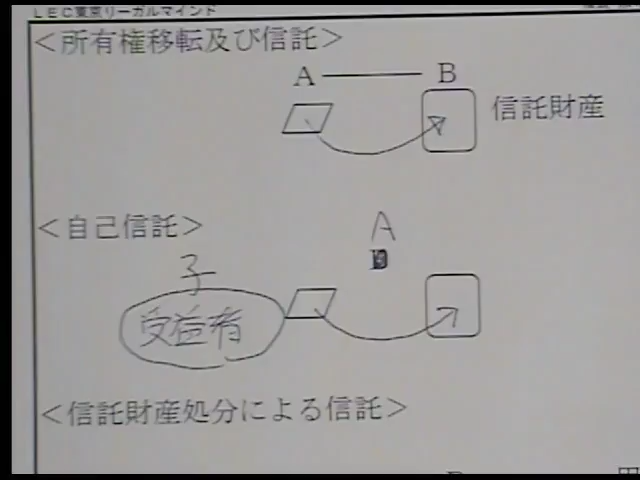 LEC東京リーガルマインド
＜所有権移転及び信託＞
A B
信託財産
＜自己信託＞
A
子
受益者
＜信託財産処分による信託＞